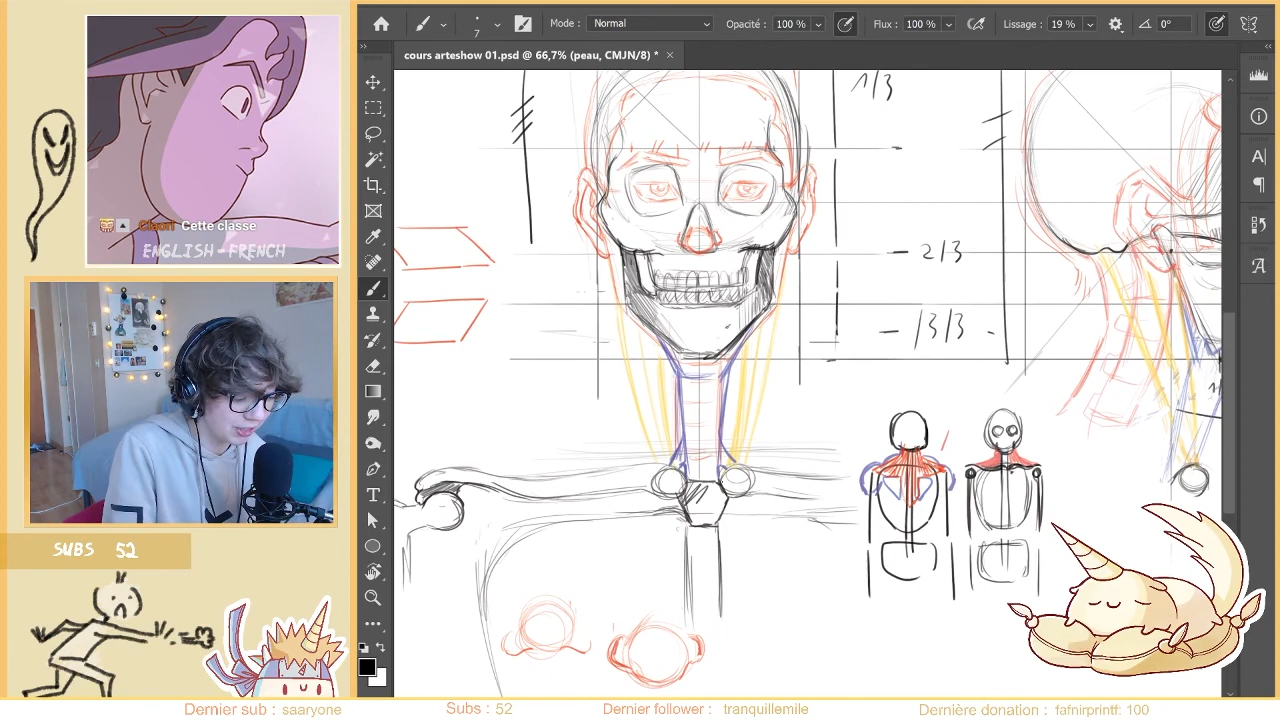 Mode : Normal Opacité : 100 % Flux : 100 % Lissage : 19 % 0°
7
cours arteshow 01.psd @ 66,7% (peau, CMJN/8) * ×
1/3
2/3
3/3
Claori Cette classe
ENGLISH - FRENCH
SUBS 52
Dernier sub : saaryone
Subs : 52
Dernier follower : tranquillemile
Dernière donation : fafnirprintf: 100